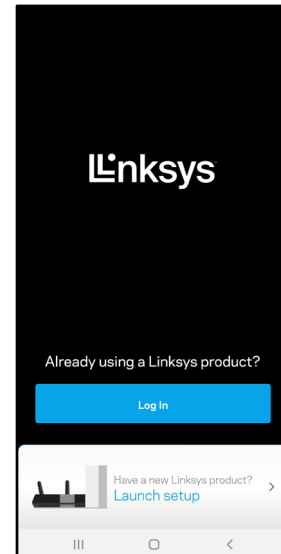 Linksys
Already using a Linksys product?
Log In
Have a new Linksys product?
Launch setup